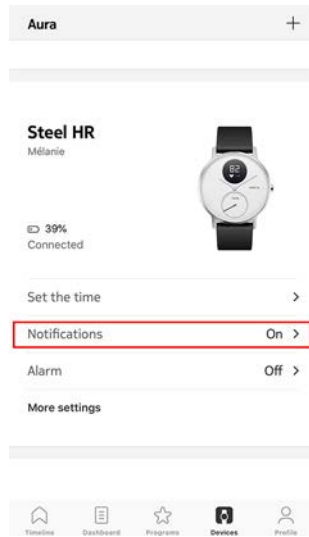 Aura
Steel HR
Mélanie
82
39%
Connected
Set the time
Notifications On
Alarm Off
More settings
Timeline Dashboard Programs Devices Profile